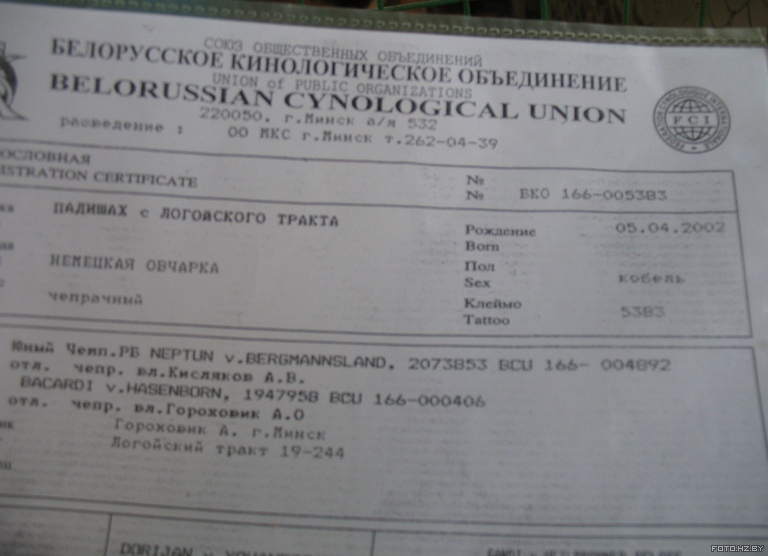 СОЮЗ ОБЩЕСТВЕННЫХ ОБЪЕДИНЕНИЙ
БЕЛОРУССКОЕ КИНОЛОГИЧЕСКОЕ ОБЪЕДИНЕНИЕ
UNION of PUBLIC ORGANIZATIONS
BELORUSSIAN CYNOLOGICAL UNION
220050, г.Минск а/я 532
разведение : ОО МКС г.Минск т.262-04-39
FCI
ОСЛОВНАЯ
ISTRATION CERTIFICATE
№
№ ВКО 166-005383
ПАДИШАХ с ЛОГОЙСКОГО ТРАКТА
Рождение 05.04.2002
Born
НЕМЕЦКАЯ ОВЧАРКА
Пол кобель
Sex
чепрачный
Клеймо 5383
Tattoo
Юный Чемп.РБ NEPTUN v.BERGMANNSLAND, 2073853 BCU 166- 004892
отл. чепр. вл.Кисляков А.В.
BACARDI v.HASENBORN, 1947958 BCU 166-000406
отл. чепр. вл.Гороховик А.О
Гороховик А. г.Минск
Логойский тракт 19-244
DORIJAN
FOTO.HZ.BY